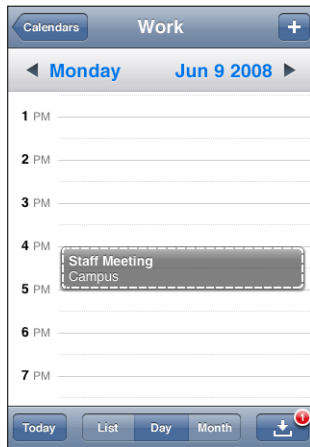 Calendars
Work
+
Monday
Jun 9 2008
1 PM
2 PM
3 PM
4 PM
Staff Meeting
Campus
5 PM
6 PM
7 PM
Today
List
Day
Month
1